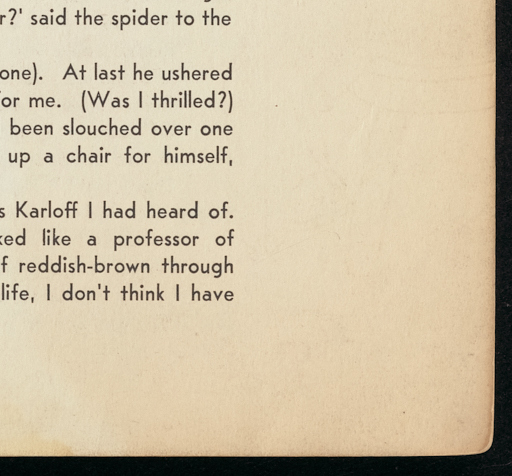 r?' said the spider to the
one). At last he ushered
for me. (Was I thrilled?)
been slouched over one
up a chair for himself,
s Karloff I had heard of.
ked like a professor of
f reddish-brown through
life, I don't think I have